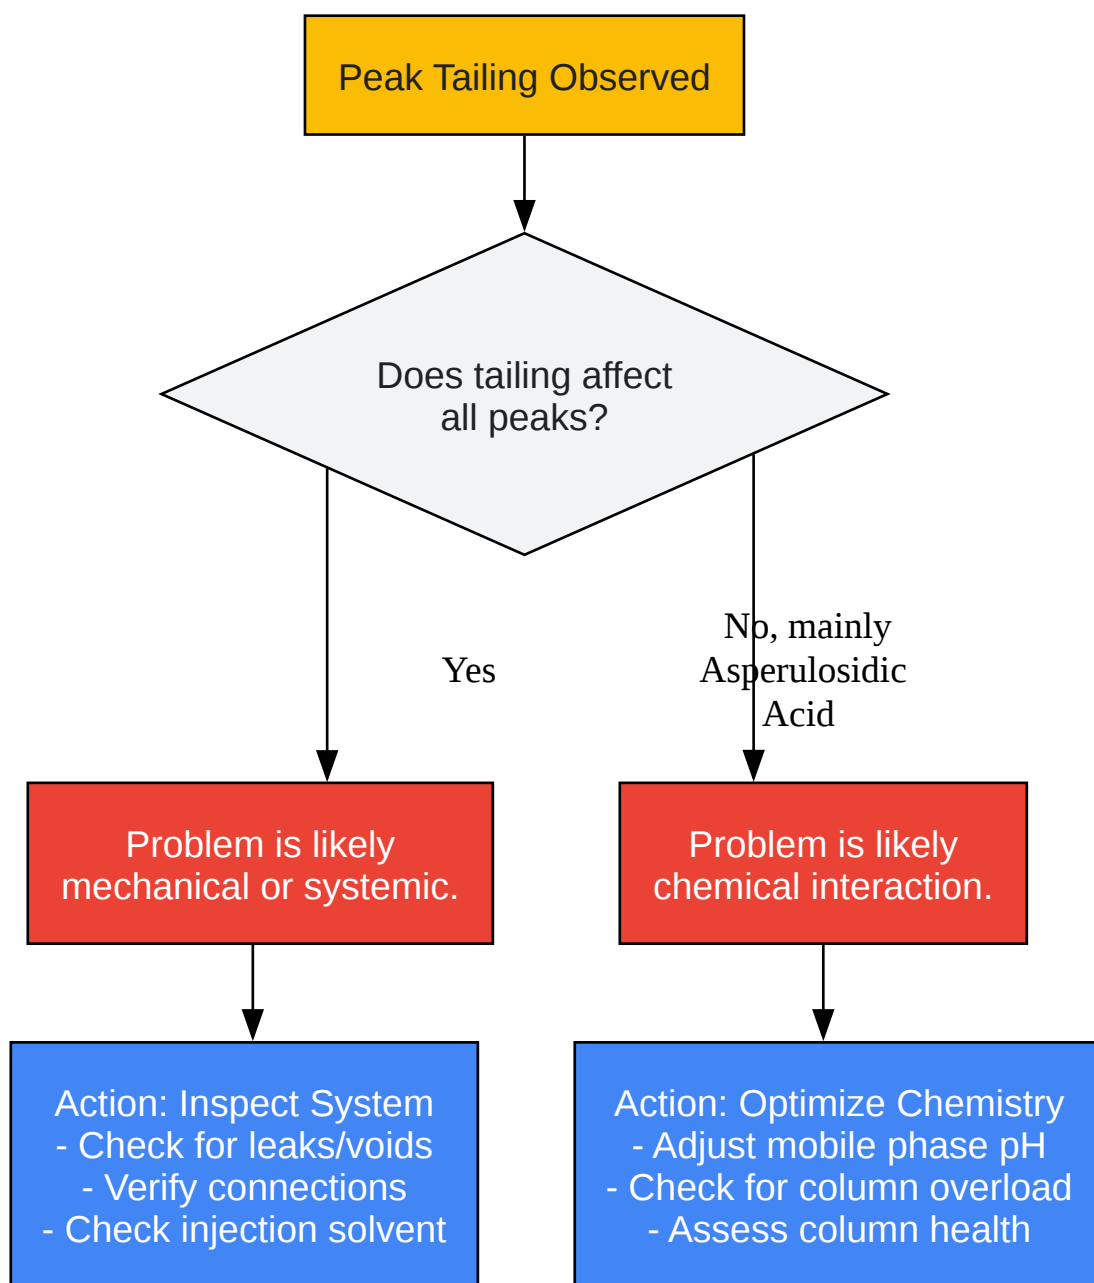 Peak Tailing Observed
Does tailing affect
all peaks?
Yes
No, mainly
Asperulosidic
Acid
Problem is likely
mechanical or systemic.
Problem is likely
chemical interaction.
Action: Inspect System
- Check for leaks/voids
- Verify connections
- Check injection solvent
Action: Optimize Chemistry
- Adjust mobile phase pH
- Check for column overload
- Assess column health